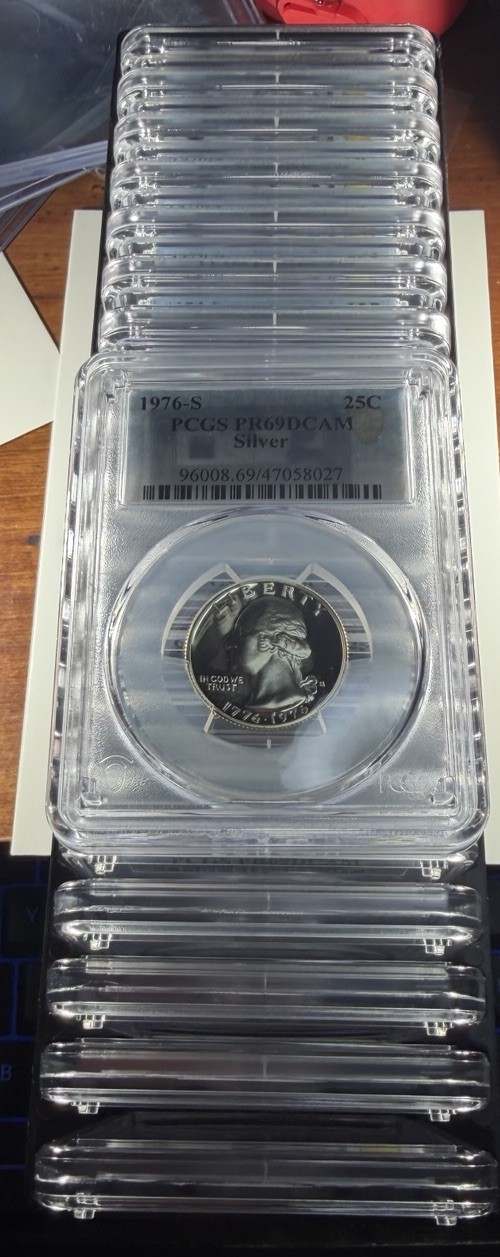 1976-S 25C
PCGS PR69DCAM
Silver
96008.69/47058027
LIBERTY
IN GOD WE
TRUST
1776·1976